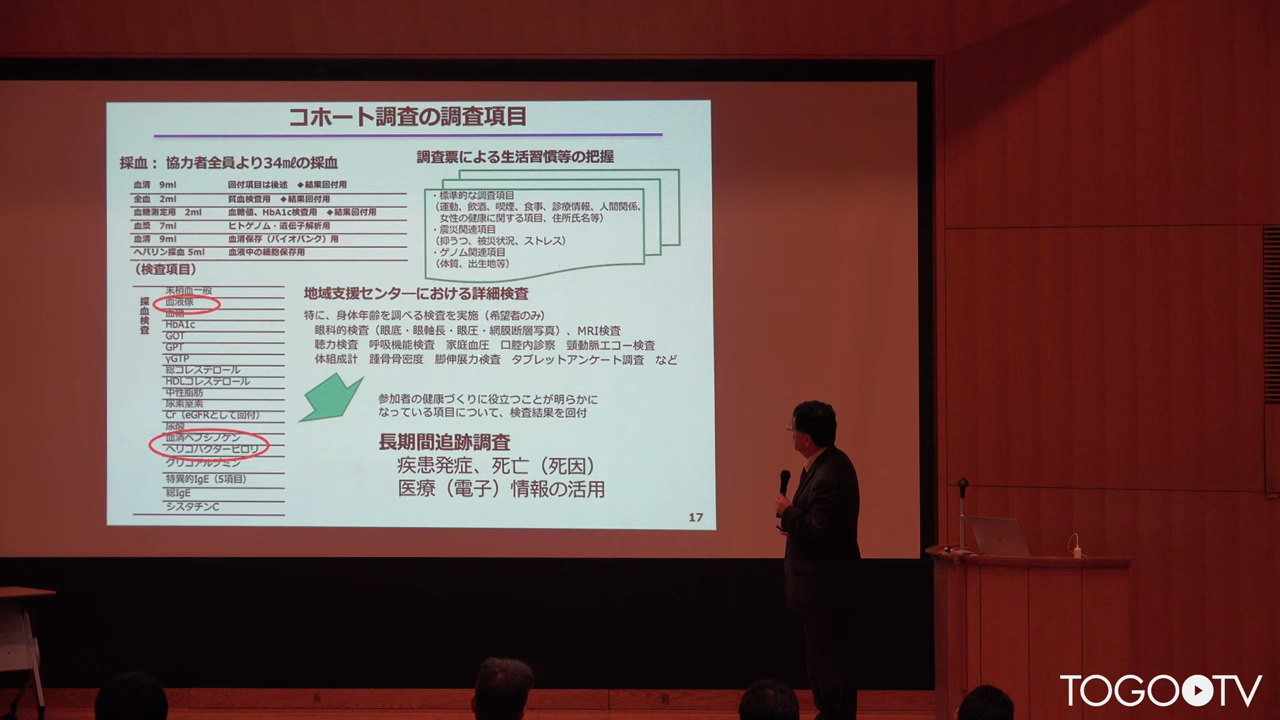 コホート調査の調査項目
採血： 協力者全員より34㎖の採血
血清 9ml 回付項目は後述 ◆結果回付用
全血 2ml 貧血検査用 ◆結果回付用
血糖測定用 2ml 血糖値、HbA1c検査用 ◆結果回付用
血漿 7ml ヒトゲノム・遺伝子解析用
血清 9ml 血清保存（バイオバンク）用
ヘパリン採血 5ml 血液中の細胞保存用
（検査項目）
採血検査
末梢血一般
血液像
血糖
HbA1c
GOT
GPT
γGTP
総コレステロール
HDLコレステロール
中性脂肪
尿素窒素
Cr（eGFRとして回付）
尿酸
血清ペプシノゲン
ヘリコバクターピロリ
グリコアルブミン
特異的IgE（5項目）
総IgE
シスタチンC
調査票による生活習慣等の把握
・標準的な調査項目
（運動、飲酒、喫煙、食事、診療情報、人間関係、
女性の健康に関する項目、住所氏名等）
・震災関連項目
（抑うつ、被災状況、ストレス）
・ゲノム関連項目
（体質、出生地等）
地域支援センターにおける詳細検査
特に、身体年齢を調べる検査を実施（希望者のみ）
眼科的検査（眼底・眼軸長・眼圧・網膜断層写真）、MRI検査
聴力検査 呼吸機能検査 家庭血圧 口腔内診察 頸動脈エコー検査
体組成計 踵骨骨密度 脚伸展力検査 タブレットアンケート調査 など
参加者の健康づくりに役立つことが明らかに
なっている項目について、検査結果を回付
長期間追跡調査
疾患発症、死亡（死因）
医療（電子）情報の活用
17
TOGOTV